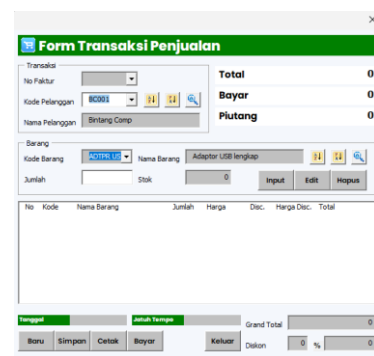 Form Transaksi Penjualan
Transaksi
No Faktur
Kode Pelanggan BC001
Nama Pelanggan Bintang Comp
Total 0
Bayar 0
Piutang 0
Barang
Kode Barang ADTPR US Nama Barang Adaptor USB lengkap
Jumlah Stok 0 Input Edit Hapus
No Kode Nama Barang Jumlah Harga Disc. Harga Disc. Total
Tanggal Jatuh Tempo
Grand Total 0
Baru Simpan Cetak Bayar Keluar
Diskon 0 % 0